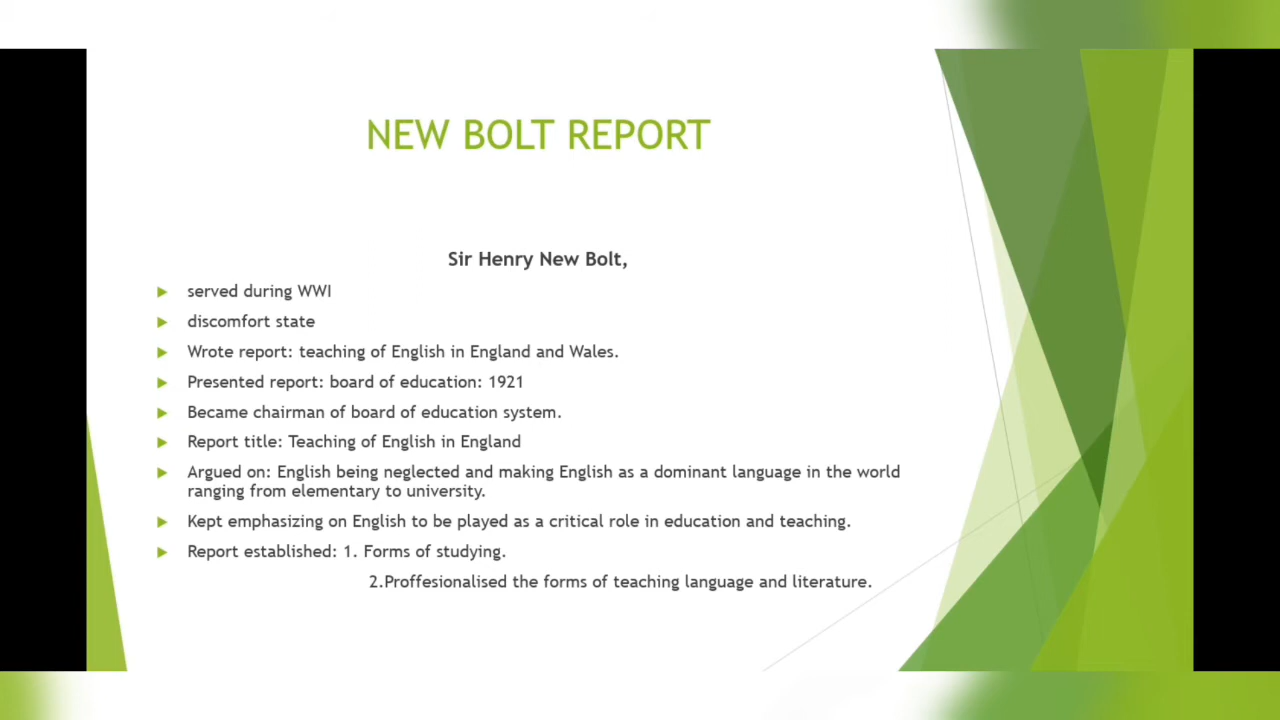 NEW BOLT REPORT
Sir Henry New Bolt,
served during WWI
discomfort state
Wrote report: teaching of English in England and Wales.
Presented report: board of education: 1921
Became chairman of board of education system.
Report title: Teaching of English in England
Argued on: English being neglected and making English as a dominant language in the world
ranging from elementary to university.
Kept emphasizing on English to be played as a critical role in education and teaching.
Report established: 1. Forms of studying.
2.Proffesionalised the forms of teaching language and literature.